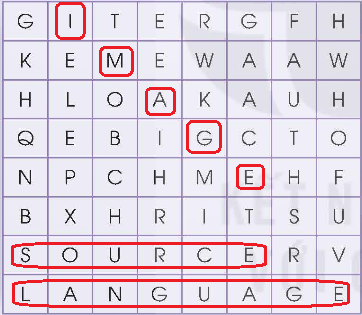 G I T E R G F H
K E M E W A A W
H L O A K A U H
Q E B I G C T O
N P C H M E H F
B X H R I T S U
S O U R C E R V
L A N G U A G E